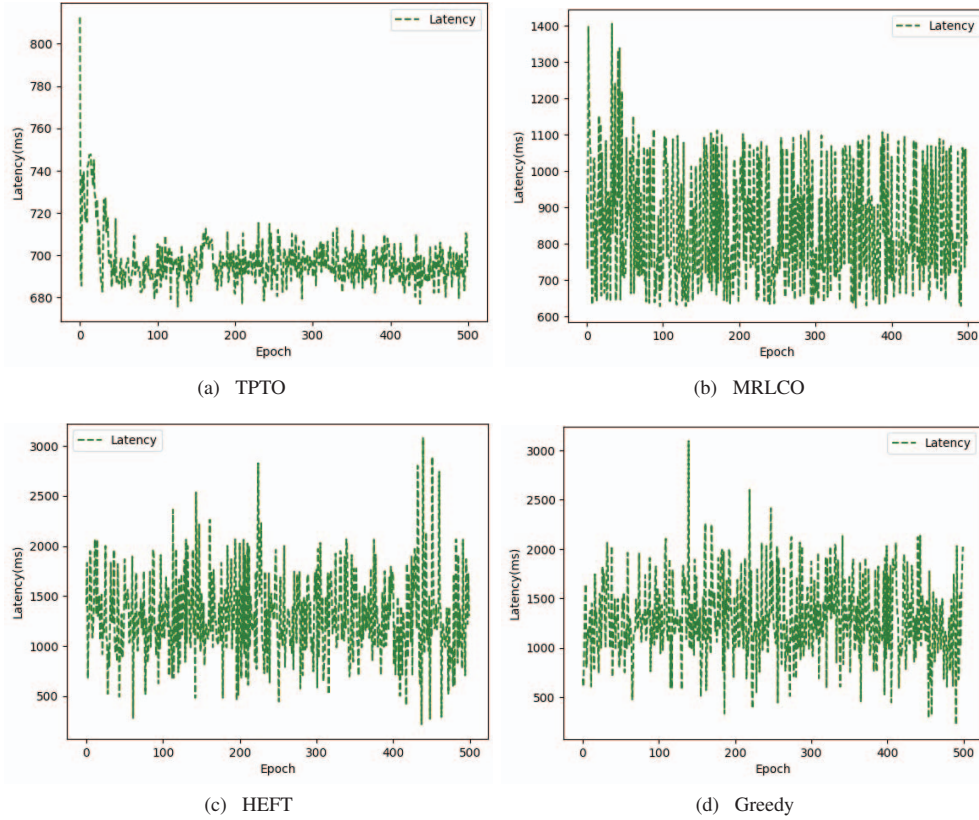 Latency
800
780
760
740
720
700
680
Latency(ms)
0 100 200 300 400 500
Epoch
(a) TPTO
Latency
1400
1300
1200
1100
1000
900
800
700
600
Latency(ms)
0 100 200 300 400 500
Epoch
(b) MRLCO
Latency
3000
2500
2000
1500
1000
500
Latency(ms)
0 100 200 300 400 500
Epoch
(c) HEFT
Latency
3000
2500
2000
1500
1000
500
Latency(ms)
0 100 200 300 400 500
Epoch
(d) Greedy